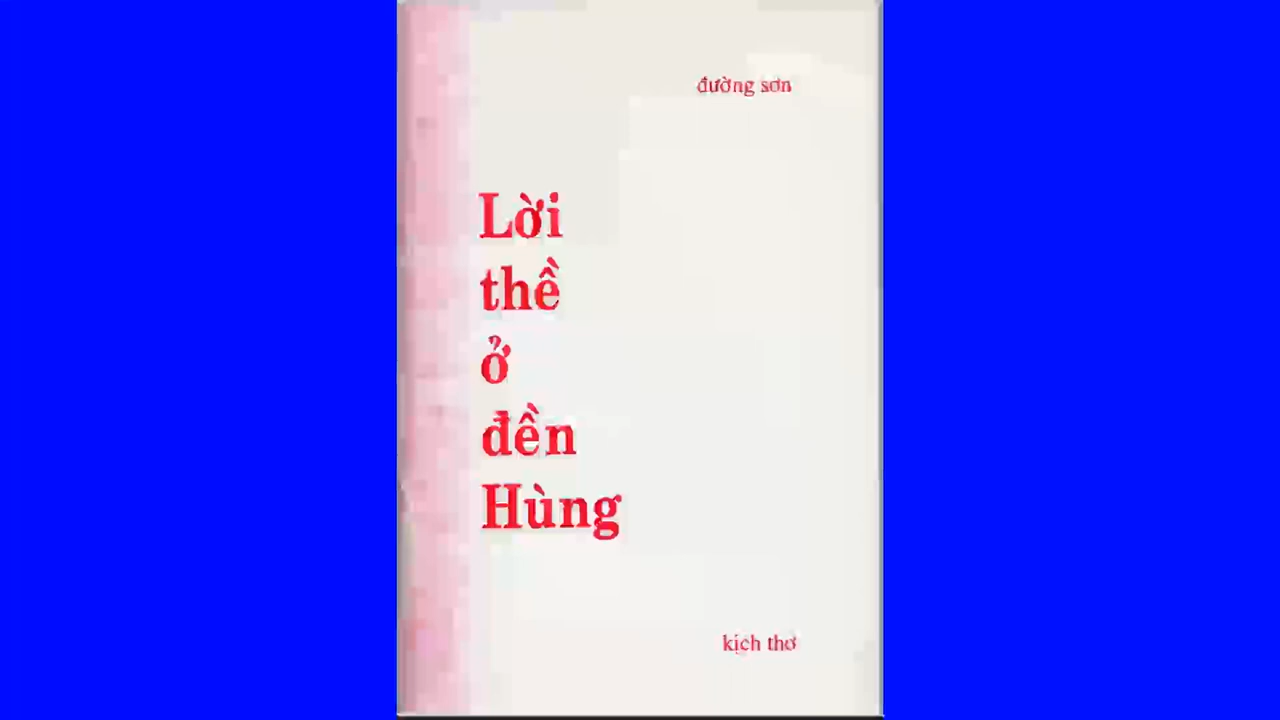 đường sơn
Lời
thề
ở
đền
Hùng
kịch thơ